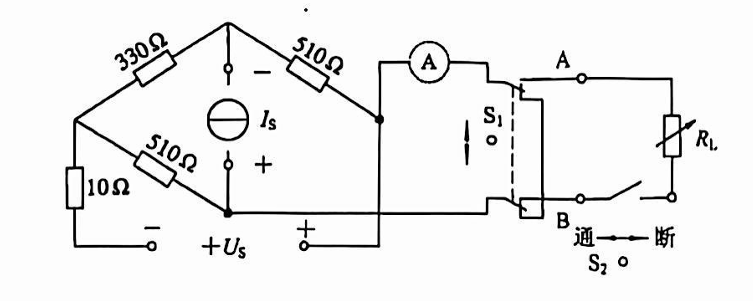 330Ω
510Ω
A
A
−
I_S
S₁
R_L
510Ω
+
10Ω
B
− +U_S +
通 断
S₂